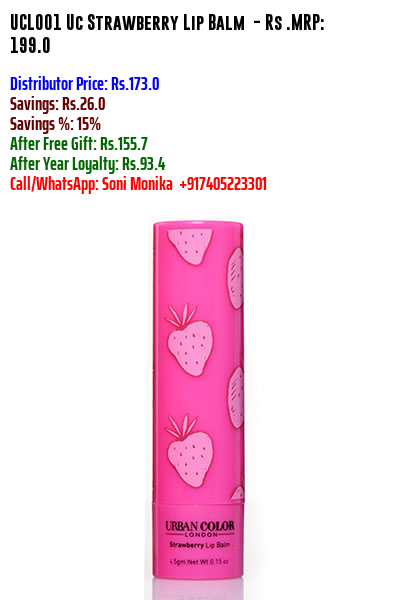 UCL001 Uc Strawberry Lip Balm - Rs .MRP:
199.0
Distributor Price: Rs.173.0
Savings: Rs.26.0
Savings %: 15%
After Free Gift: Rs.155.7
After Year Loyalty: Rs.93.4
Call/WhatsApp: Soni Monika +917405223301
URBAN COLOR
LONDON
Strawberry Lip Balm
4.5gm Net Wt 0.15 oz